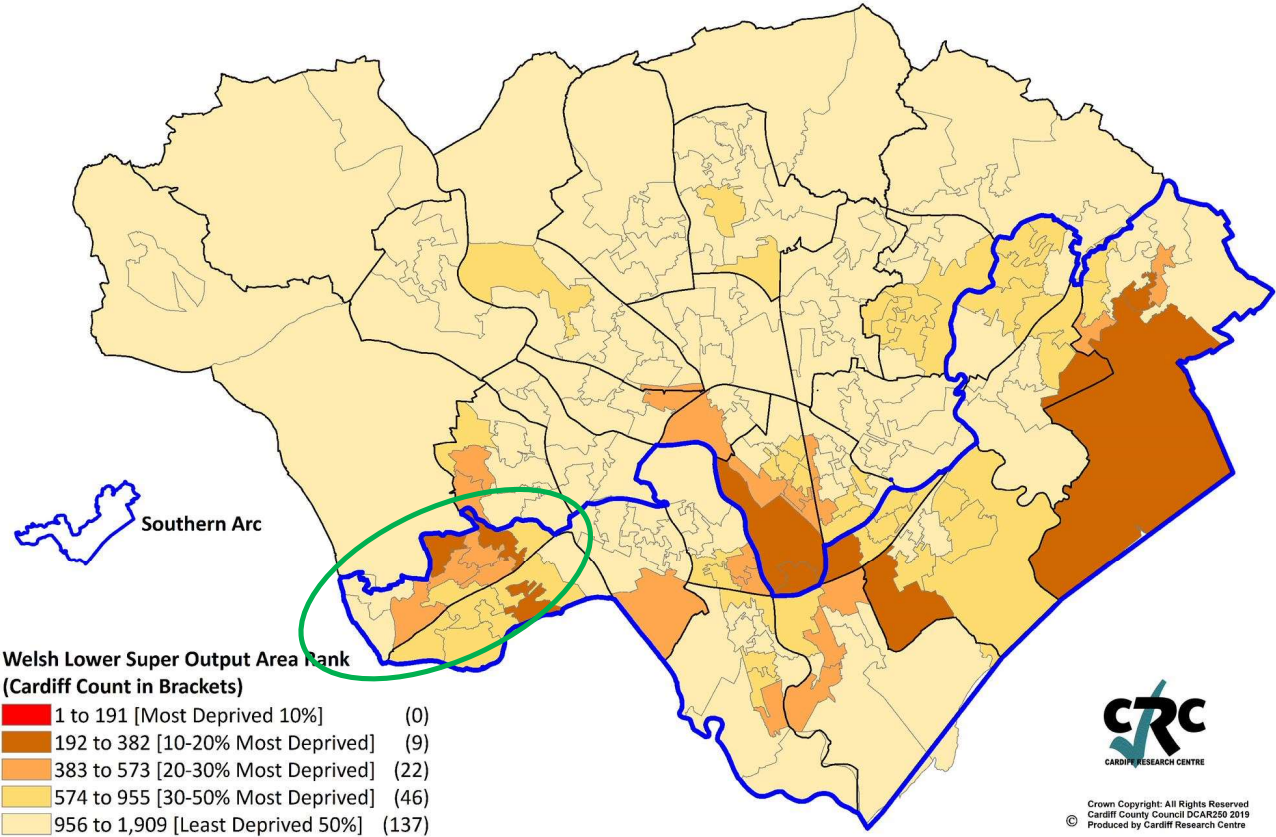 Southern Arc
Welsh Lower Super Output Area Rank
(Cardiff Count in Brackets)
1 to 191 [Most Deprived 10%] (0)
192 to 382 [10-20% Most Deprived] (9)
383 to 573 [20-30% Most Deprived] (22)
574 to 955 [30-50% Most Deprived] (46)
956 to 1,909 [Least Deprived 50%] (137)
CRC
CARDIFF RESEARCH CENTRE
Crown Copyright: All Rights Reserved
Cardiff County Council DCAR250 2019
© Produced by Cardiff Research Centre